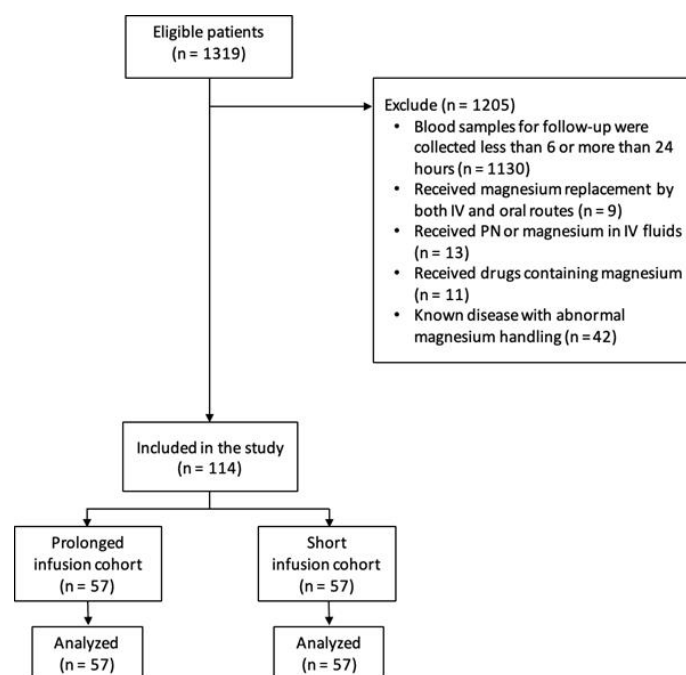 Eligible patients
(n = 1319)
Exclude (n = 1205)
• Blood samples for follow-up were
collected less than 6 or more than 24
hours (n = 1130)
• Received magnesium replacement by
both IV and oral routes (n = 9)
• Received PN or magnesium in IV fluids
(n = 13)
• Received drugs containing magnesium
(n = 11)
• Known disease with abnormal
magnesium handling (n = 42)
Included in the study
(n = 114)
Prolonged
infusion cohort
(n = 57)
Short
infusion cohort
(n = 57)
Analyzed
(n = 57)
Analyzed
(n = 57)